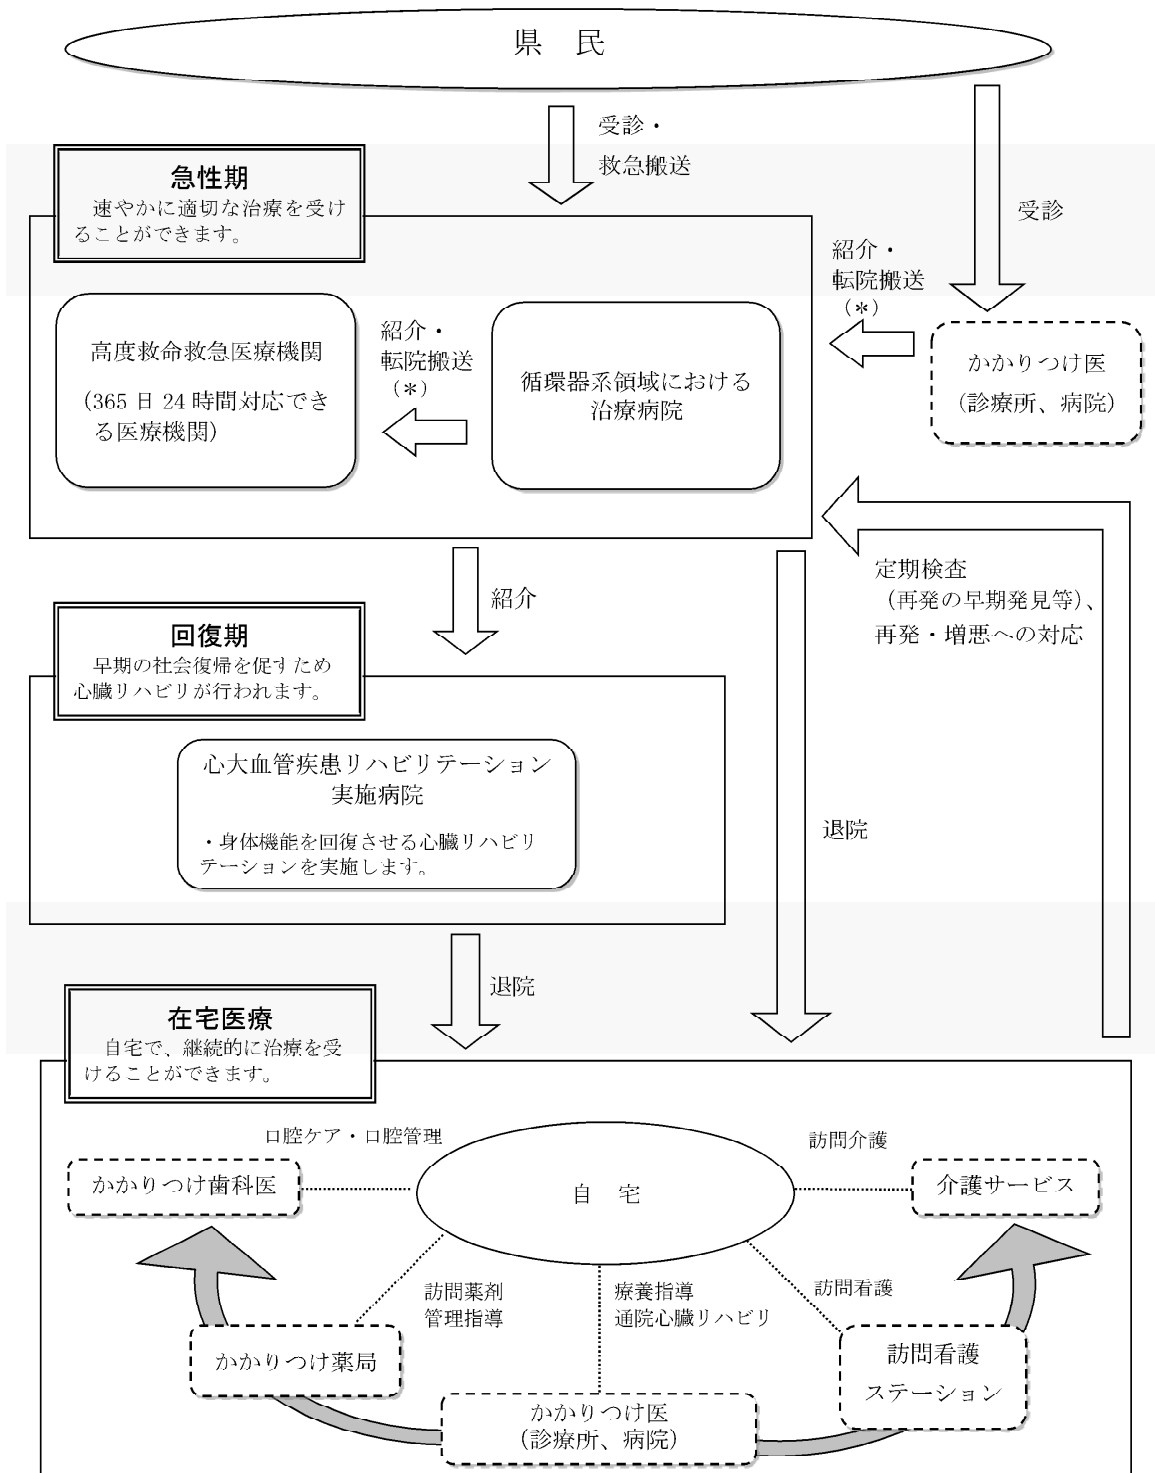 県 民
受診・
救急搬送
急性期
速やかに適切な治療を受け
ることができます。
受診
紹介・
転院搬送
(*)
高度救命救急医療機関
(365 日 24 時間対応でき
る医療機関)
紹介・
転院搬送
(*)
循環器系領域における
治療病院
かかりつけ医
(診療所、病院)
定期検査
(再発の早期発見等)、
再発・増悪への対応
紹介
回復期
早期の社会復帰を促すため
心臓リハビリが行われます。
心大血管疾患リハビリテーション
実施病院
・身体機能を回復させる心臓リハビリ
テーションを実施します。
退院
退院
在宅医療
自宅で、継続的に治療を受
けることができます。
口腔ケア・口腔管理
訪問介護
かかりつけ歯科医
自 宅
介護サービス
訪問薬剤
管理指導
療養指導
通院心臓リハビリ
訪問看護
かかりつけ薬局
訪問看護
ステーション
かかりつけ医
(診療所、病院)